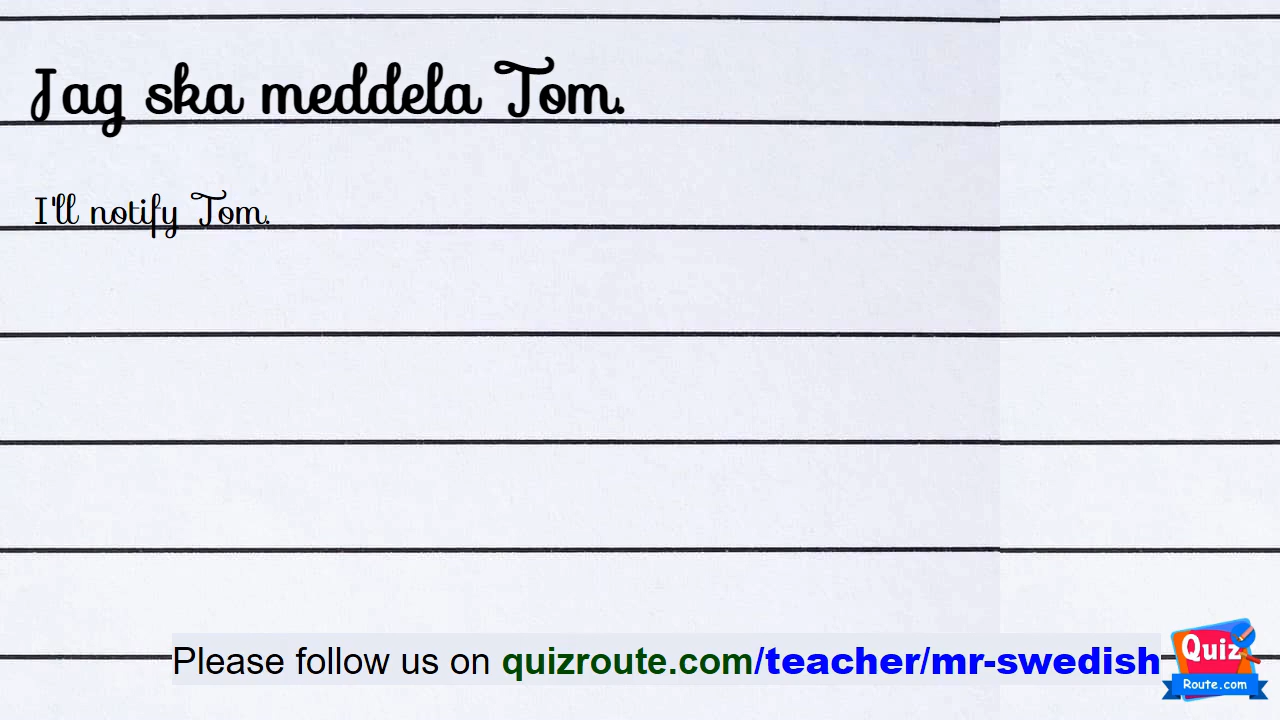 Jag ska meddela Tom.
I'll notify Tom.
Please follow us on quizroute.com/teacher/mr-swedish
Quiz
Route.com